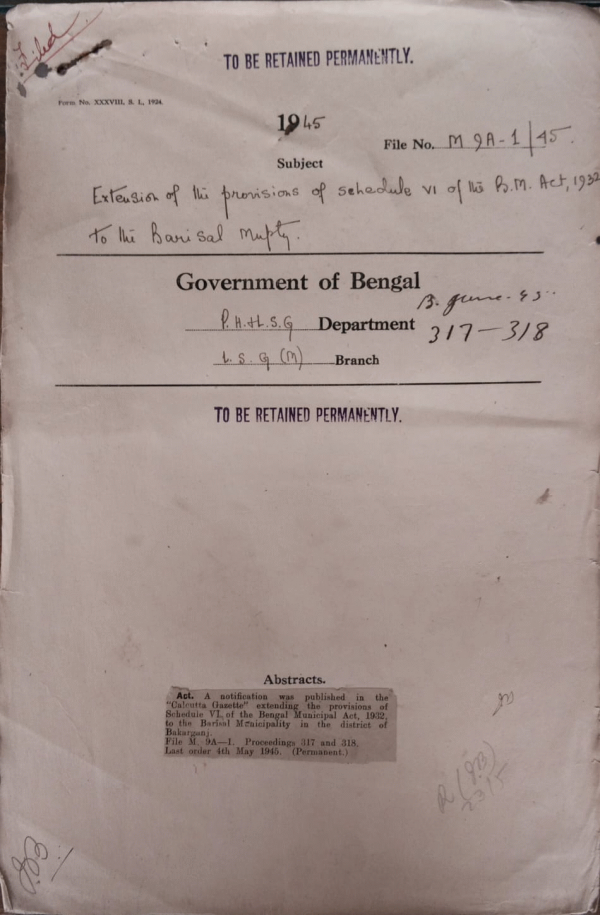 Filed
TO BE RETAINED PERMANENTLY.
Form No. XXXVIII, S. I., 1924.
1945
File No. M 9A-1/45.
Subject
Extension of the provisions of schedule VI of the B.M. Act, 1932
to the Barisal Mupty.
Government of Bengal
B. June-45.
P.H.&L.S.G Department 317-318
L.S.G (M) Branch
TO BE RETAINED PERMANENTLY.
Abstracts.
Act. A notification was published in the
"Calcutta Gazette" extending the provisions of
Schedule VI of the Bengal Municipal Act, 1932,
to the Barisal Municipality in the district of
Bakarganj.
File M. 9A—1. Proceedings 317 and 318.
Last order 4th May 1945. (Permanent.)